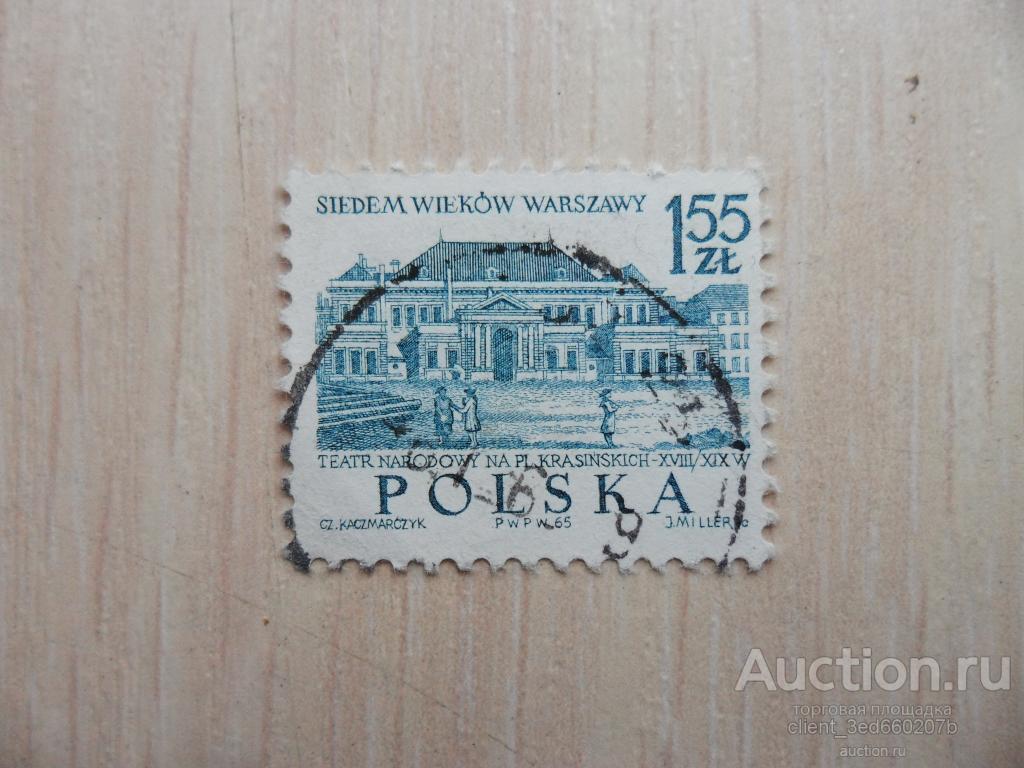 SIEDEM WIEKÓW WARSZAWY
1 55
ZŁ
TEATR NARODOWY NA PL. KRASIŃSKICH-XVIII/XIX W
POLSKA
CZ. KACZMARCZYK PWPW. 65 J. MILLER
Auction.ru
торговая площадка
client_3ed660207b
auction.ru